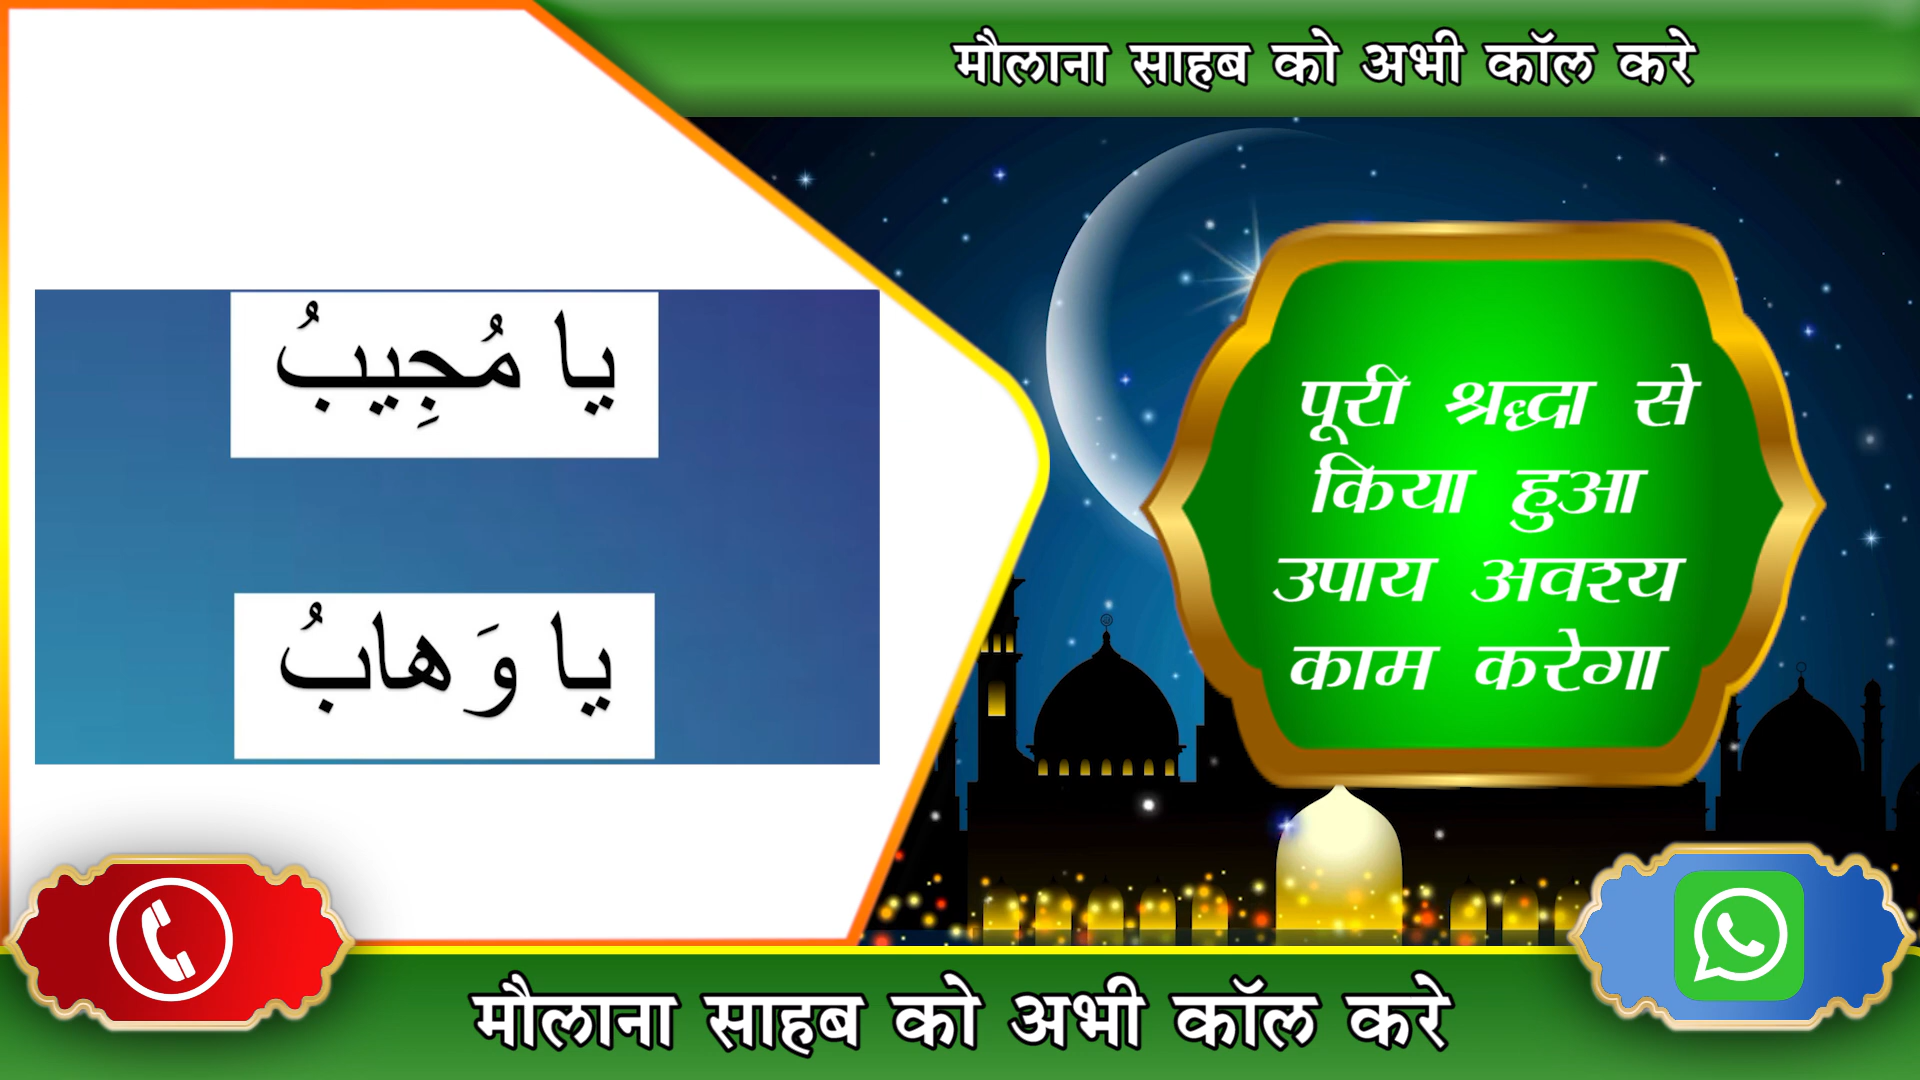 मौलाना साहब को अभी कॉल करे
يا مُجِيبُ
يا وَهابُ
पूरी श्रद्धा से
किया हुआ
उपाय अवश्य
काम करेगा
मौलाना साहब को अभी कॉल करे